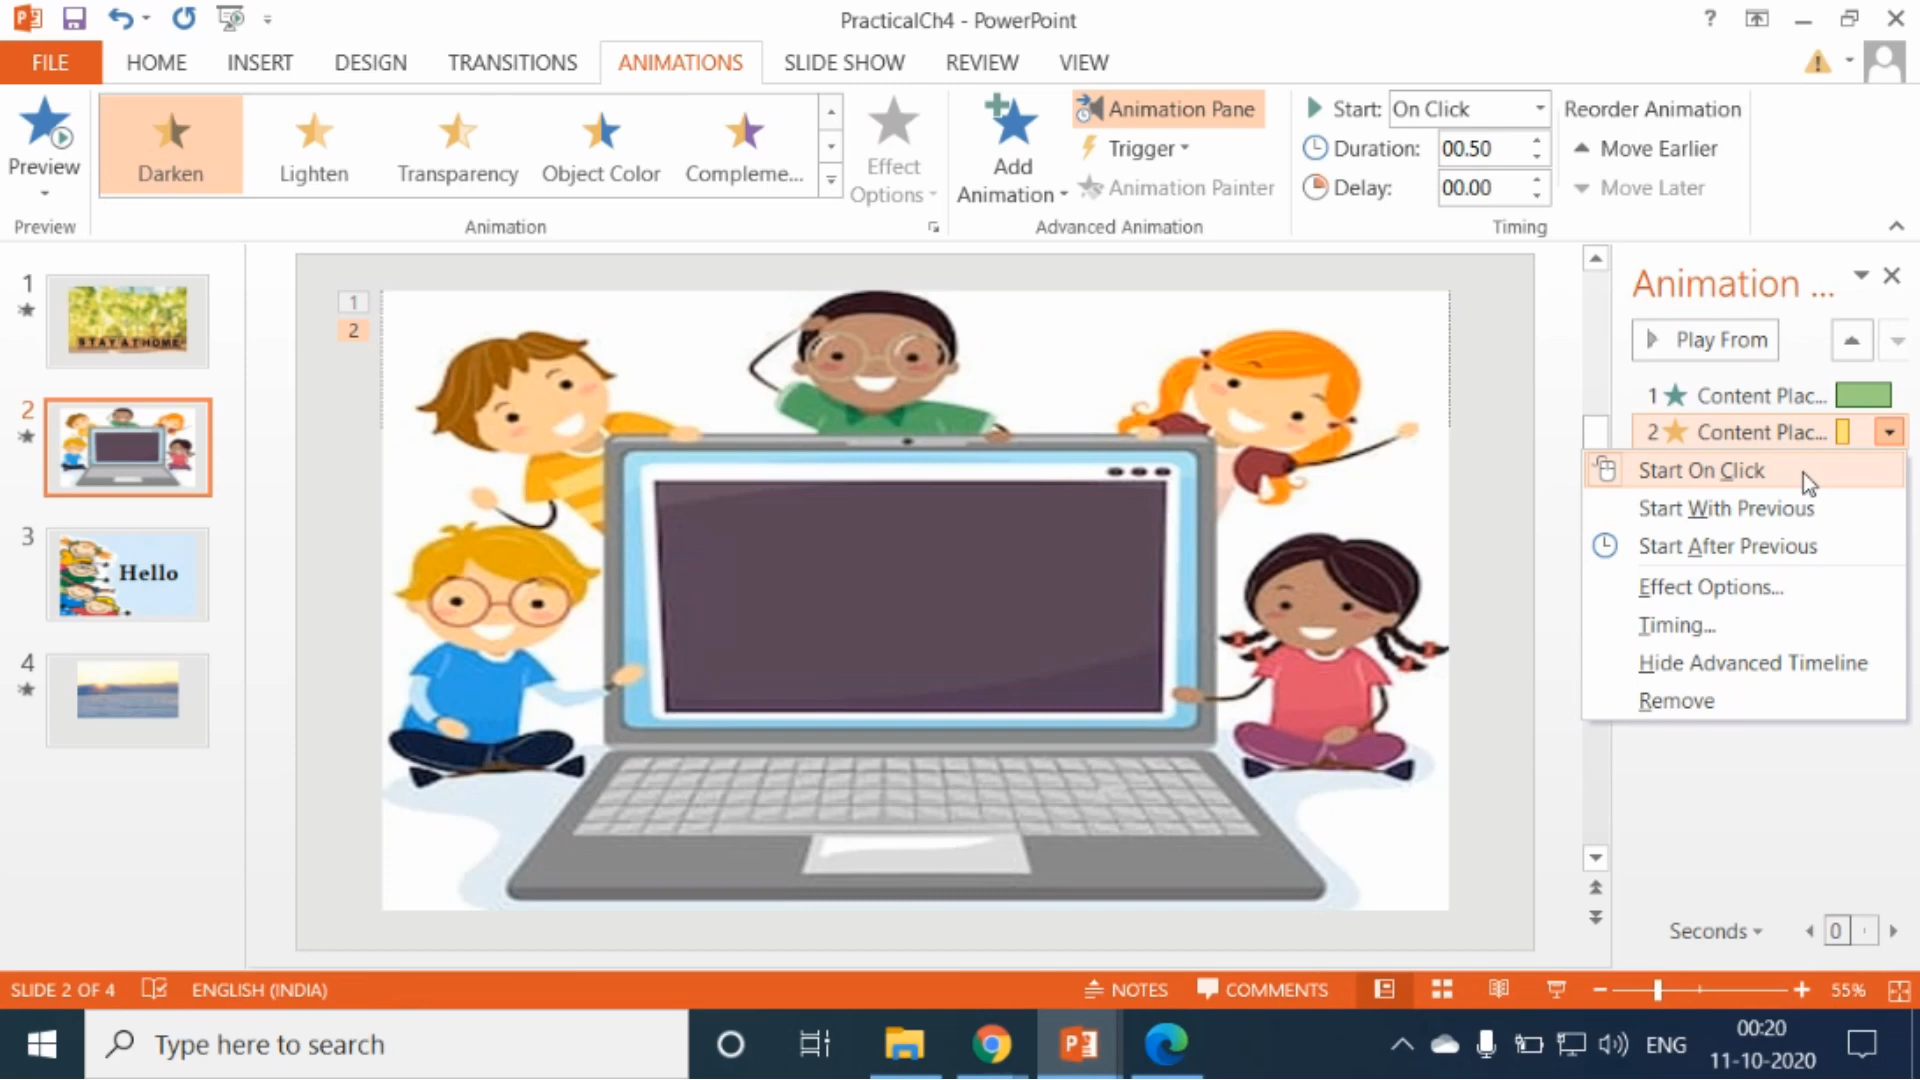 PracticalCh4 - PowerPoint
?
FILE
HOME
INSERT
DESIGN
TRANSITIONS
ANIMATIONS
SLIDE SHOW
REVIEW
VIEW
Preview
Darken
Lighten
Transparency
Object Color
Compleme...
Effect
Options
Add
Animation
Animation Pane
Trigger
Animation Painter
Start: On Click
Duration: 00.50
Delay: 00.00
Reorder Animation
Move Earlier
Move Later
Preview
Animation
Advanced Animation
Timing
1
STAY AT HOME
2
3
Hello
4
1
2
Animation ...
Play From
1 Content Plac...
2 Content Plac...
Start On Click
Start With Previous
Start After Previous
Effect Options...
Timing...
Hide Advanced Timeline
Remove
Seconds
0
SLIDE 2 OF 4
ENGLISH (INDIA)
NOTES
COMMENTS
55%
Type here to search
ENG
00:20
11-10-2020